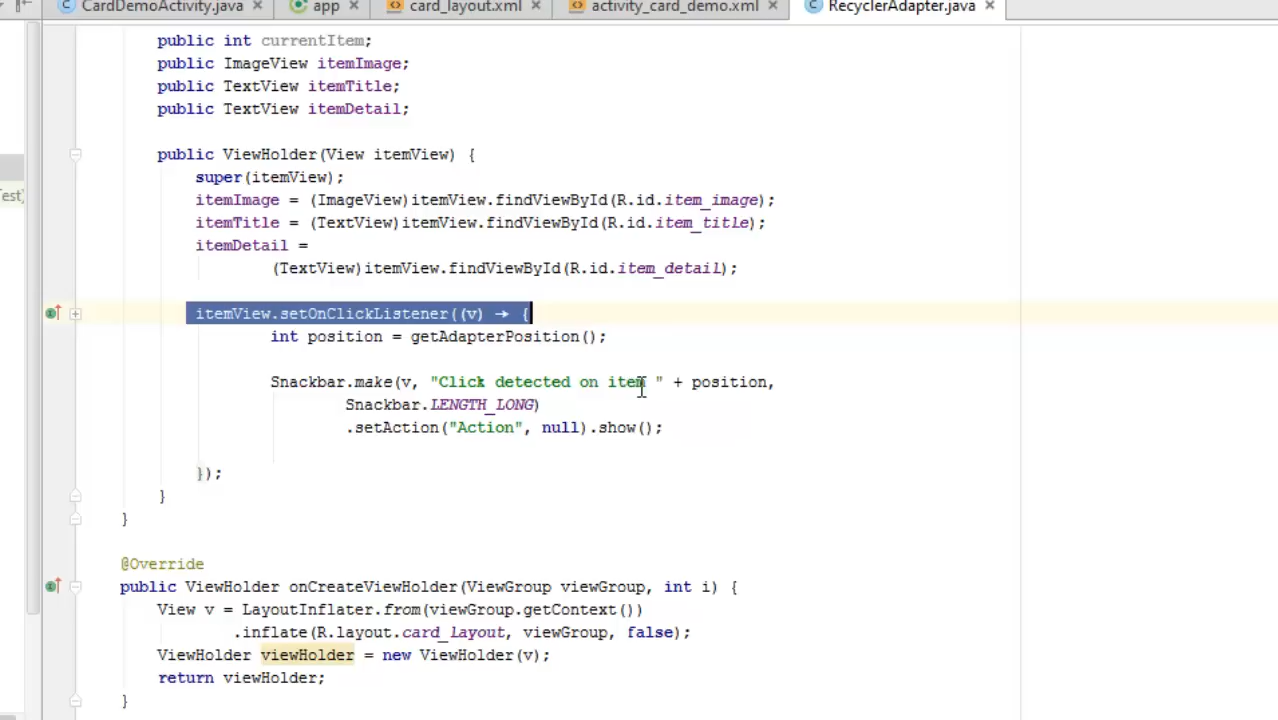 CardDemoActivity.java × app × card_layout.xml × activity_card_demo.xml × RecyclerAdapter.java ×
public int currentItem;
public ImageView itemImage;
public TextView itemTitle;
public TextView itemDetail;
public ViewHolder(View itemView) {
super(itemView);
itemImage = (ImageView)itemView.findViewById(R.id.item_image);
itemTitle = (TextView)itemView.findViewById(R.id.item_title);
itemDetail =
(TextView)itemView.findViewById(R.id.item_detail);
itemView.setOnClickListener((v) → {
int position = getAdapterPosition();
Snackbar.make(v, "Click detected on item " + position,
Snackbar.LENGTH_LONG)
.setAction("Action", null).show();
});
}
}
@Override
public ViewHolder onCreateViewHolder(ViewGroup viewGroup, int i) {
View v = LayoutInflater.from(viewGroup.getContext())
.inflate(R.layout.card_layout, viewGroup, false);
ViewHolder viewHolder = new ViewHolder(v);
return viewHolder;
}